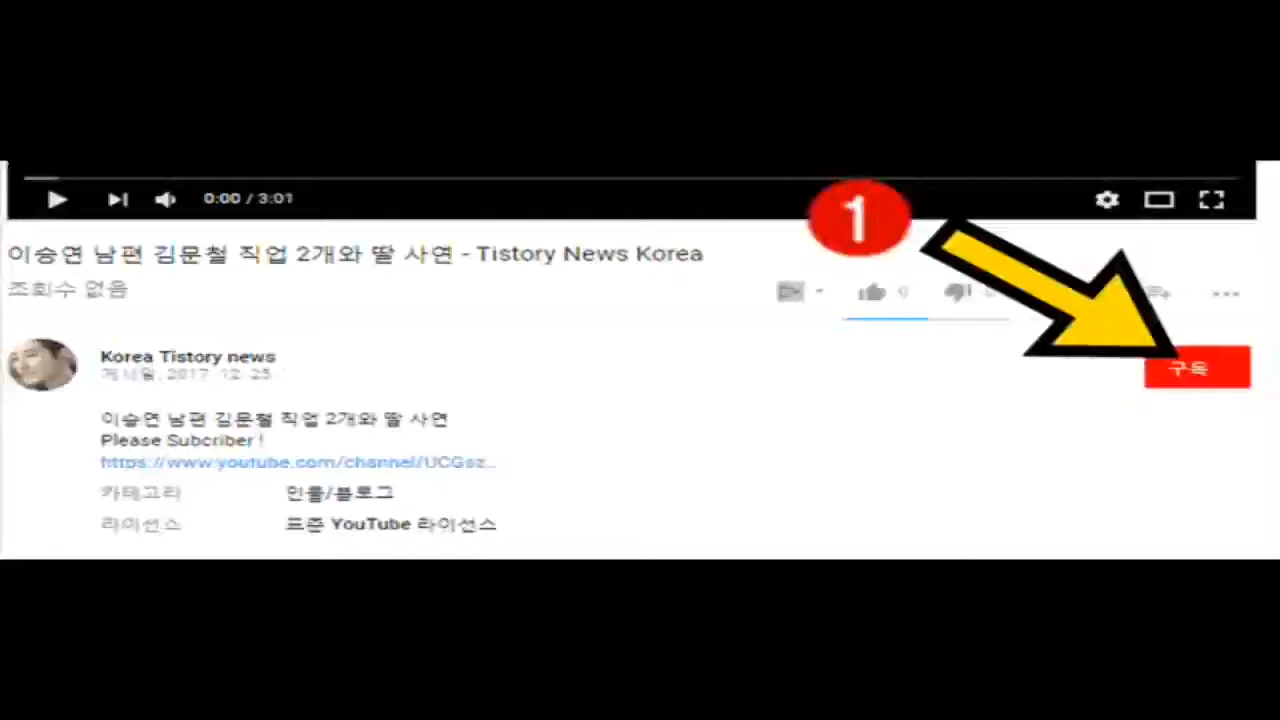 0:00 / 3:01
1
이승연 남편 김문철 직업 2개와 딸 사연 - Tistory News Korea
조회수 없음
0
Korea Tistory news
게시일: 2017. 12. 25.
구독
이승연 남편 김문철 직업 2개와 딸 사연
Please Subcriber !
https://www.youtube.com/channel/UCGsz...
카테고리 인물/블로그
라이선스 표준 YouTube 라이선스